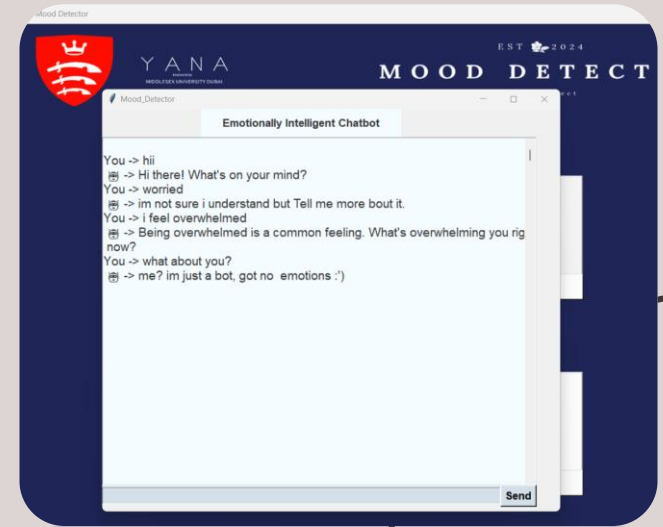 Mood Detector
EST 2024
YANA
MIDDLESEX UNIVERSITY DUBAI
MOOD DETECT
Mood_Detector
Emotionally Intelligent Chatbot
You -> hii
-> Hi there! What's on your mind?
You -> worried
-> im not sure i understand but Tell me more bout it.
You -> i feel overwhelmed
-> Being overwhelmed is a common feeling. What's overwhelming you rig
now?
You -> what about you?
-> me? im just a bot, got no emotions :')
Send